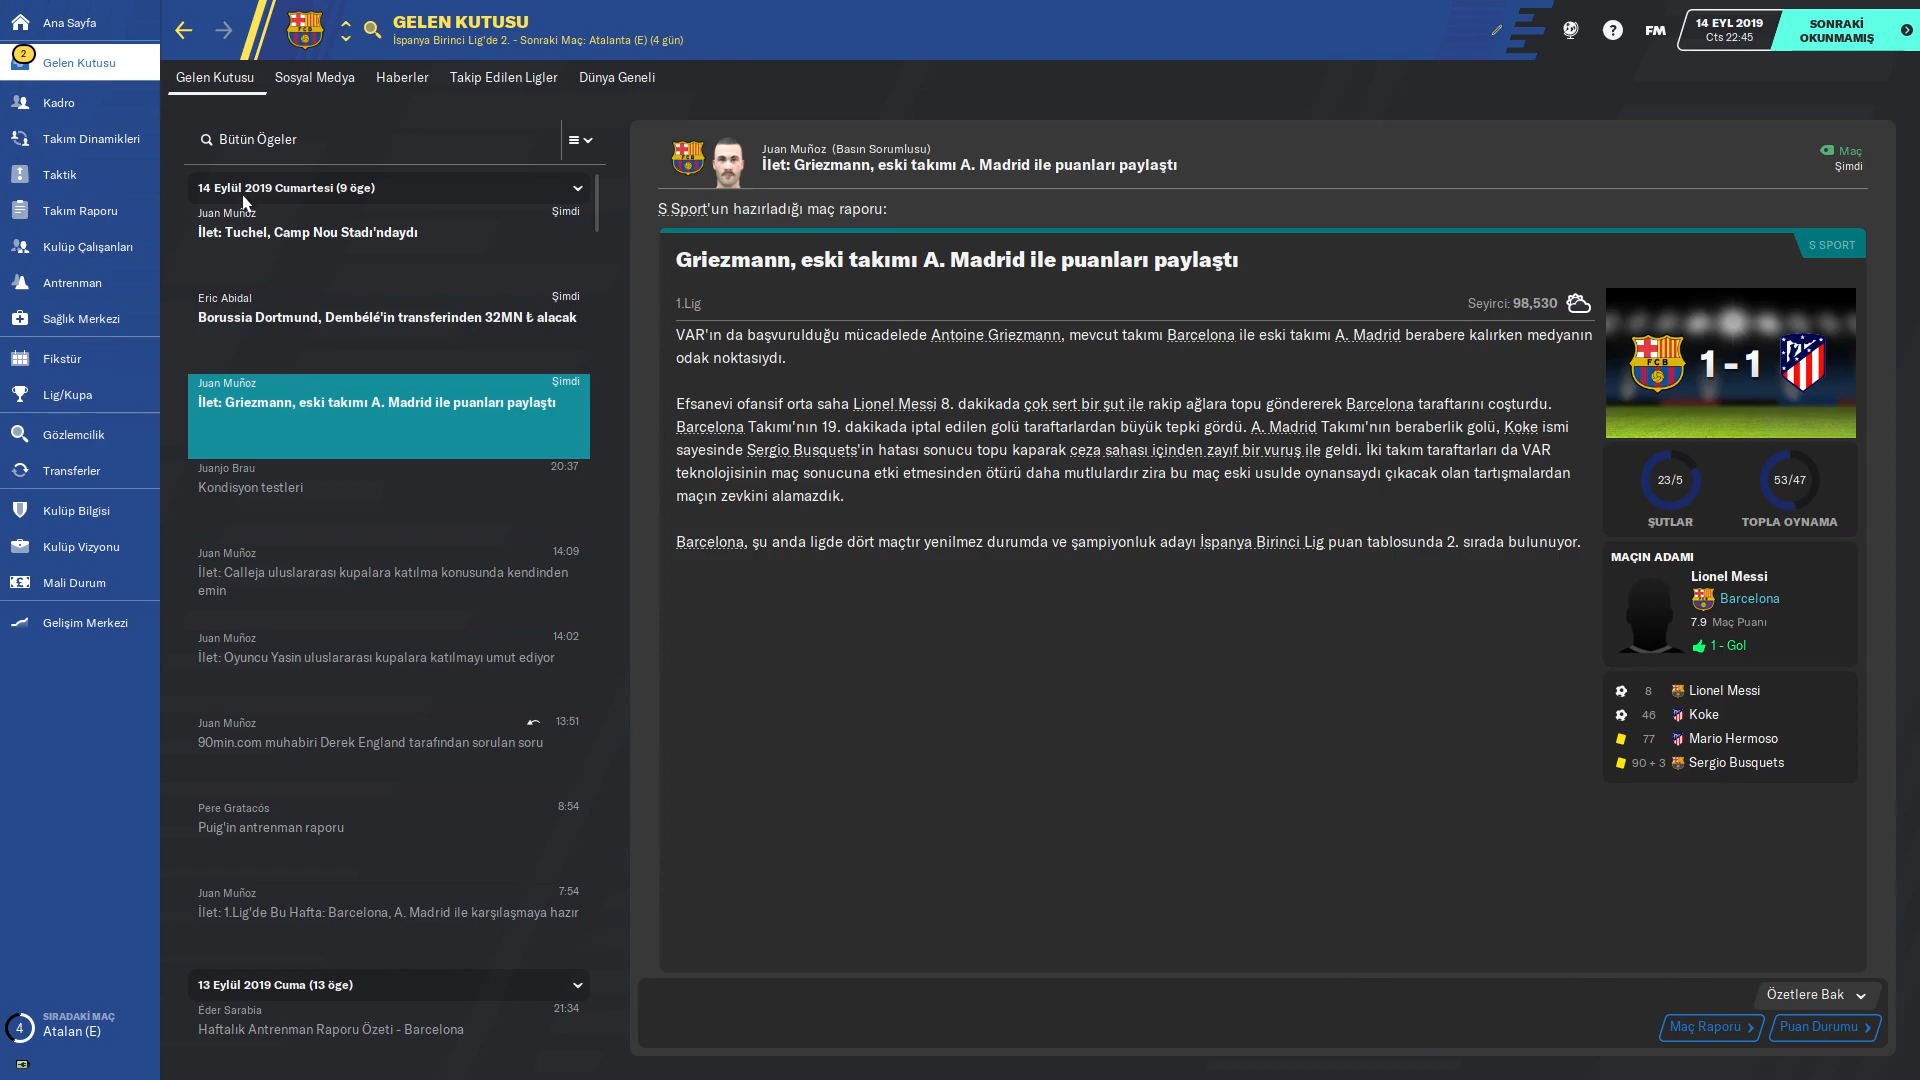 Ana Sayfa
2
Gelen Kutusu
Kadro
Takım Dinamikleri
Taktik
Takım Raporu
Kulüp Çalışanları
Antrenman
Sağlık Merkezi
Fikstür
Lig/Kupa
Gözlemcilik
Transferler
Kulüp Bilgisi
Kulüp Vizyonu
Mali Durum
Gelişim Merkezi
4
SIRADAKİ MAÇ
Atalan (E)
GELEN KUTUSU
İspanya Birinci Lig'de 2. - Sonraki Maç: Atalanta (E) (4 gün)
FM
14 EYL 2019
Cts 22:45
SONRAKİ
OKUNMAMIŞ
Gelen Kutusu Sosyal Medya Haberler Takip Edilen Ligler Dünya Geneli
Bütün Ögeler
14 Eylül 2019 Cumartesi (9 öge)
Juan Muñoz Şimdi
İlet: Tuchel, Camp Nou Stadı'ndaydı
Eric Abidal Şimdi
Borussia Dortmund, Dembélé'in transferinden 32MN ₺ alacak
Juan Muñoz Şimdi
İlet: Griezmann, eski takımı A. Madrid ile puanları paylaştı
Juanjo Brau 20:37
Kondisyon testleri
Juan Muñoz 14:09
İlet: Calleja uluslararası kupalara katılma konusunda kendinden
emin
Juan Muñoz 14:02
İlet: Oyuncu Yasin uluslararası kupalara katılmayı umut ediyor
Juan Muñoz 13:51
90min.com muhabiri Derek England tarafından sorulan soru
Pere Gratacós 8:54
Puig'in antrenman raporu
Juan Muñoz 7:54
İlet: 1.Lig'de Bu Hafta: Barcelona, A. Madrid ile karşılaşmaya hazır
13 Eylül 2019 Cuma (13 öge)
Éder Sarabia 21:34
Haftalık Antrenman Raporu Özeti - Barcelona
Juan Muñoz (Basın Sorumlusu)
İlet: Griezmann, eski takımı A. Madrid ile puanları paylaştı
Maç
Şimdi
S Sport'un hazırladığı maç raporu:
S SPORT
Griezmann, eski takımı A. Madrid ile puanları paylaştı
1.Lig Seyirci: 98,530
VAR'ın da başvurulduğu mücadelede Antoine Griezmann, mevcut takımı Barcelona ile eski takımı A. Madrid berabere kalırken medyanın
odak noktasıydı.
Efsanevi ofansif orta saha Lionel Messi 8. dakikada çok sert bir şut ile rakip ağlara topu göndererek Barcelona taraftarını coşturdu.
Barcelona Takımı'nın 19. dakikada iptal edilen golü taraftarlardan büyük tepki gördü. A. Madrid Takımı'nın beraberlik golü, Koke ismi
sayesinde Sergio Busquets'in hatası sonucu topu kaparak ceza sahası içinden zayıf bir vuruş ile geldi. İki takım taraftarları da VAR
teknolojisinin maç sonucuna etki etmesinden ötürü daha mutlulardır zira bu maç eski usulde oynansaydı çıkacak olan tartışmalardan
maçın zevkini alamazdık.
Barcelona, şu anda ligde dört maçtır yenilmez durumda ve şampiyonluk adayı İspanya Birinci Lig puan tablosunda 2. sırada bulunuyor.
FCB
1 - 1
23/5 53/47
ŞUTLAR TOPLA OYNAMA
MAÇIN ADAMI
Lionel Messi
Barcelona
7.9 Maç Puanı
1 - Gol
8 Lionel Messi
46 Koke
77 Mario Hermoso
90 + 3 Sergio Busquets
Özetlere Bak
Maç Raporu Puan Durumu